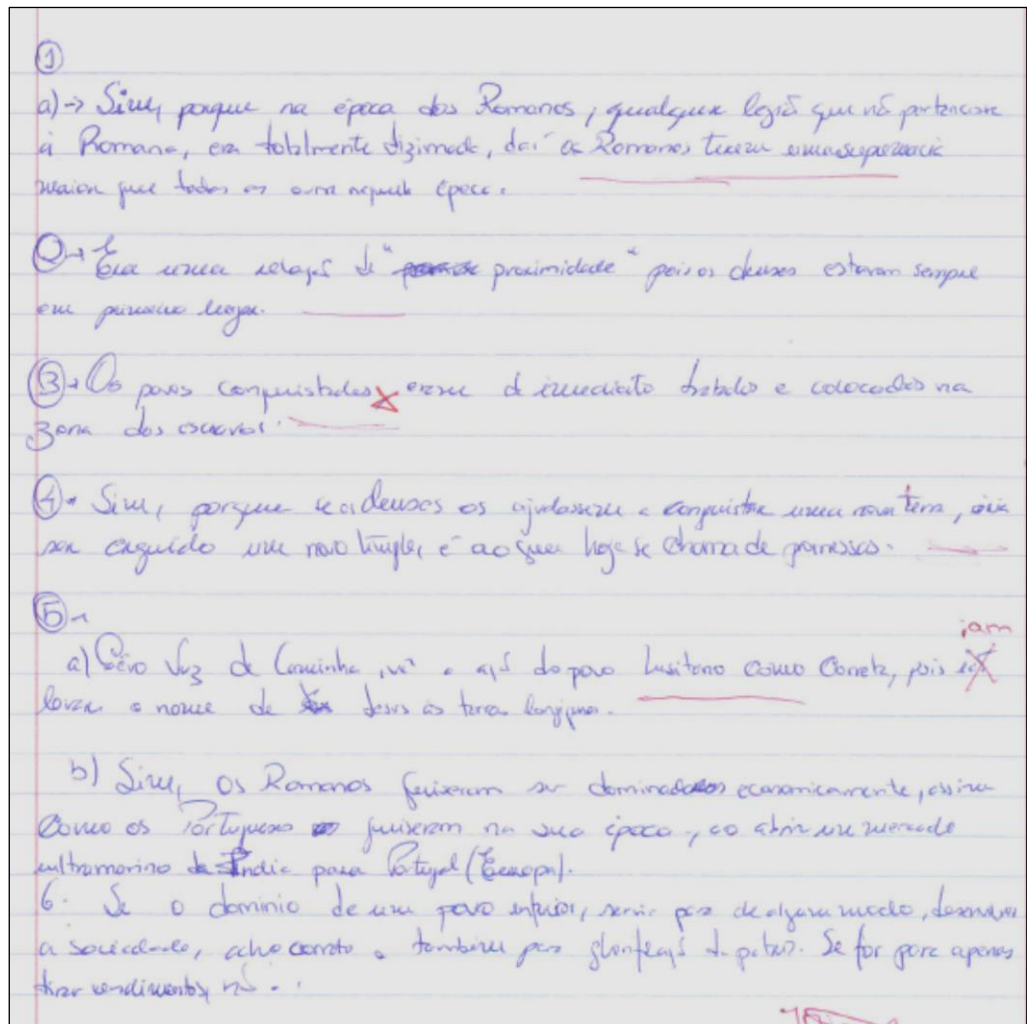 ①
a)-> Sim, porque na época dos Romanos, qualquer legião que não pertencesse
à Romana, era totalmente dizimada, daí os Romanos terem uma supremacia
maior que todos os naquela época.
②-> Era uma relação de "proximidade" pois os deuses estavam sempre
em primeiro lugar.
③-> Os povos conquistados x eram de imediato e colocados na
zona dos escravos.
④- Sim, porque se os deuses os ajudassem a conquistar uma nova terra, iria
ser erguido um novo templo, é ao que hoje se chama de promessas.
⑤-
iam
a) Pêro Vaz de Caminha, vê a ação do povo Lusitano como correta, pois
levar o nome de Jesus às terras longínquas.
b) Sim, os Romanos quiseram ser dominadores economicamente, assim
como os Portugueses quiseram na sua época, ao abrir um mercado
ultramarino da Índia para Portugal (Europa).
6. Se o domínio de um povo inferior, servir para de algum modo, desenvolver
a sociedade, acho correto e também para glorificação da pátria. Se for para apenas
tirar rendimentos, não..